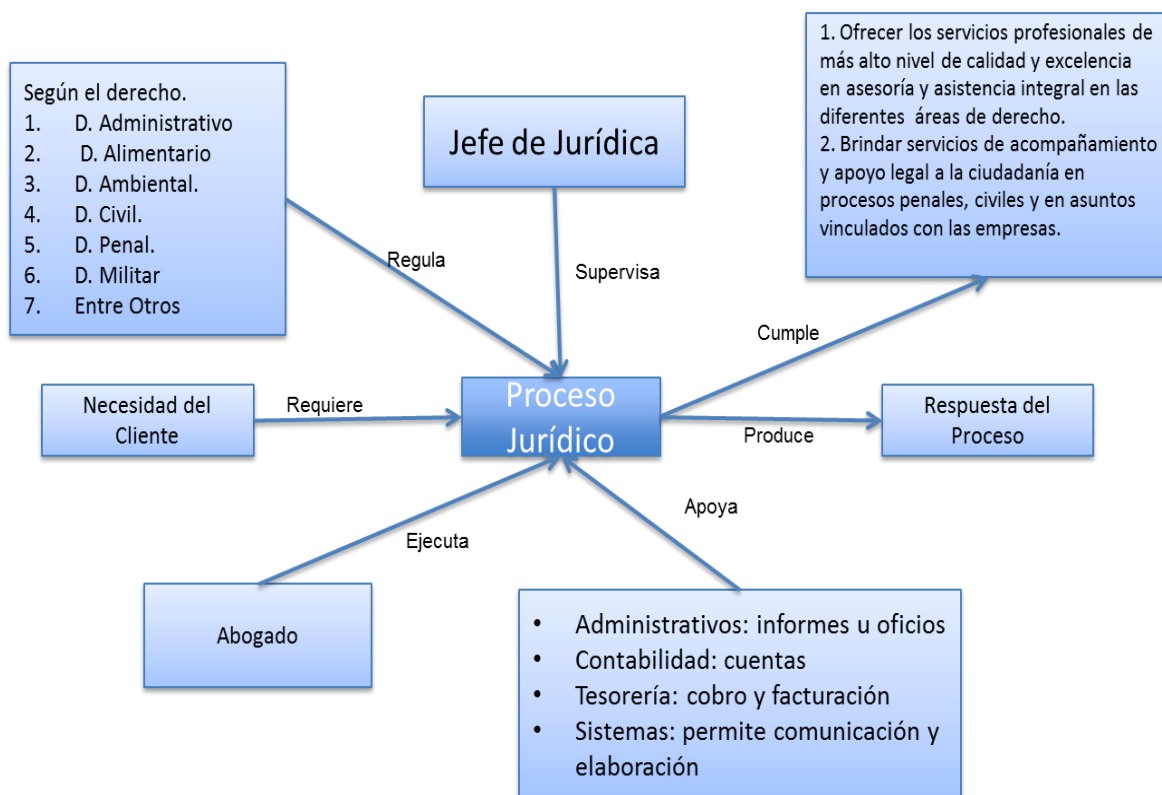 Según el derecho.
1. D. Administrativo
2. D. Alimentario
3. D. Ambiental.
4. D. Civil.
5. D. Penal.
6. D. Militar
7. Entre Otros
Jefe de Jurídica
1. Ofrecer los servicios profesionales de
más alto nivel de calidad y excelencia
en asesoría y asistencia integral en las
diferentes áreas de derecho.
2. Brindar servicios de acompañamiento
y apoyo legal a la ciudadanía en
procesos penales, civiles y en asuntos
vinculados con las empresas.
Regula
Supervisa
Cumple
Necesidad del
Cliente
Requiere
Proceso
Jurídico
Produce
Respuesta del
Proceso
Ejecuta
Apoya
Abogado
• Administrativos: informes u oficios
• Contabilidad: cuentas
• Tesorería: cobro y facturación
• Sistemas: permite comunicación y
elaboración